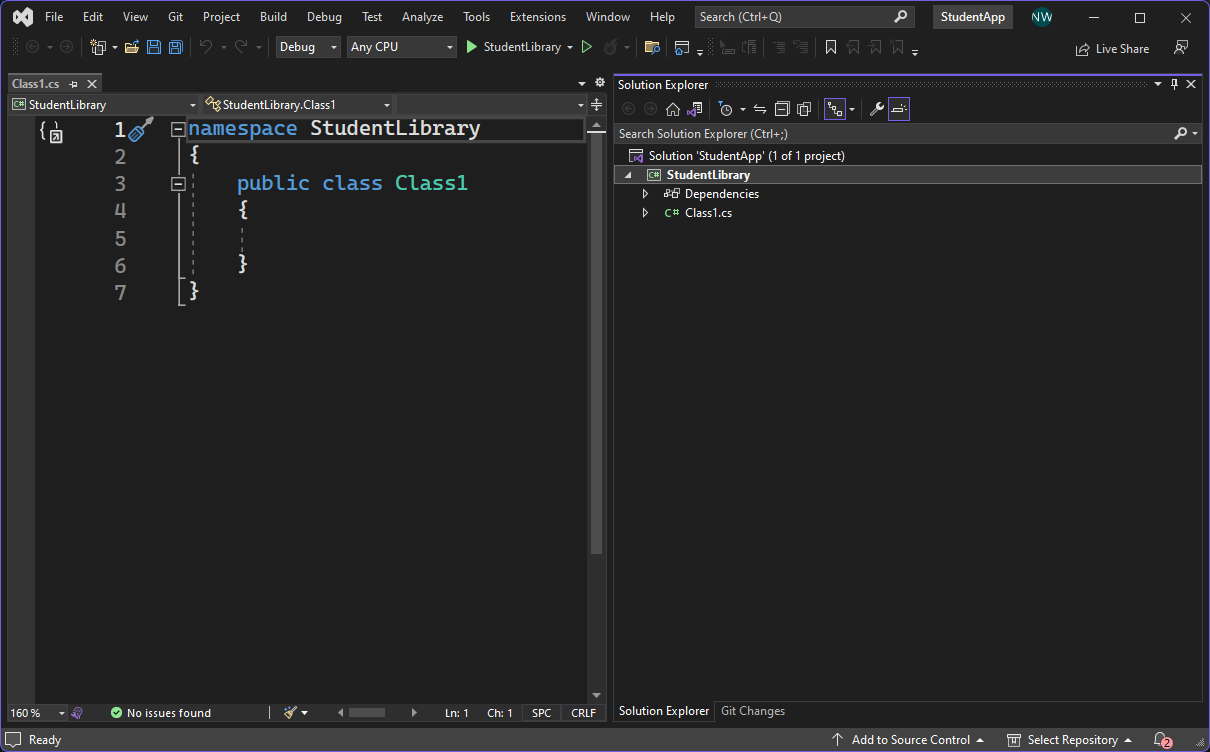 File Edit View Git Project Build Debug Test Analyze Tools Extensions Window Help Search (Ctrl+Q) StudentApp NW
Debug Any CPU StudentLibrary Live Share
Class1.cs
StudentLibrary StudentLibrary.Class1
1 namespace StudentLibrary
2 {
3 public class Class1
4 {
5
6 }
7 }
160 % No issues found Ln: 1 Ch: 1 SPC CRLF
Solution Explorer
Search Solution Explorer (Ctrl+;)
Solution 'StudentApp' (1 of 1 project)
C# StudentLibrary
Dependencies
C# Class1.cs
Solution Explorer Git Changes
Ready Add to Source Control Select Repository 2